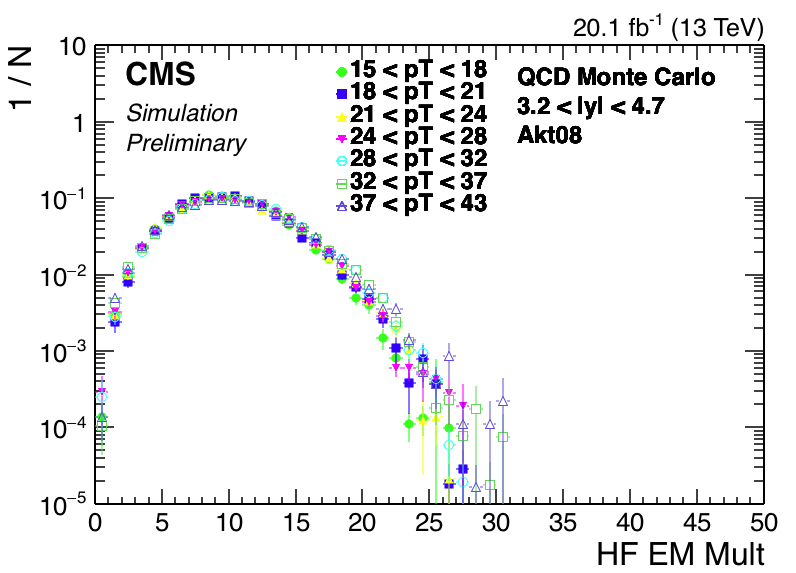 20.1 fb⁻¹ (13 TeV)
1 / N
CMS
Simulation
Preliminary
15 < pT < 18
18 < pT < 21
21 < pT < 24
24 < pT < 28
28 < pT < 32
32 < pT < 37
37 < pT < 43
QCD Monte Carlo
3.2 < |y| < 4.7
Akt08
10
1
10⁻¹
10⁻²
10⁻³
10⁻⁴
10⁻⁵
0 5 10 15 20 25 30 35 40 45 50
HF EM Mult